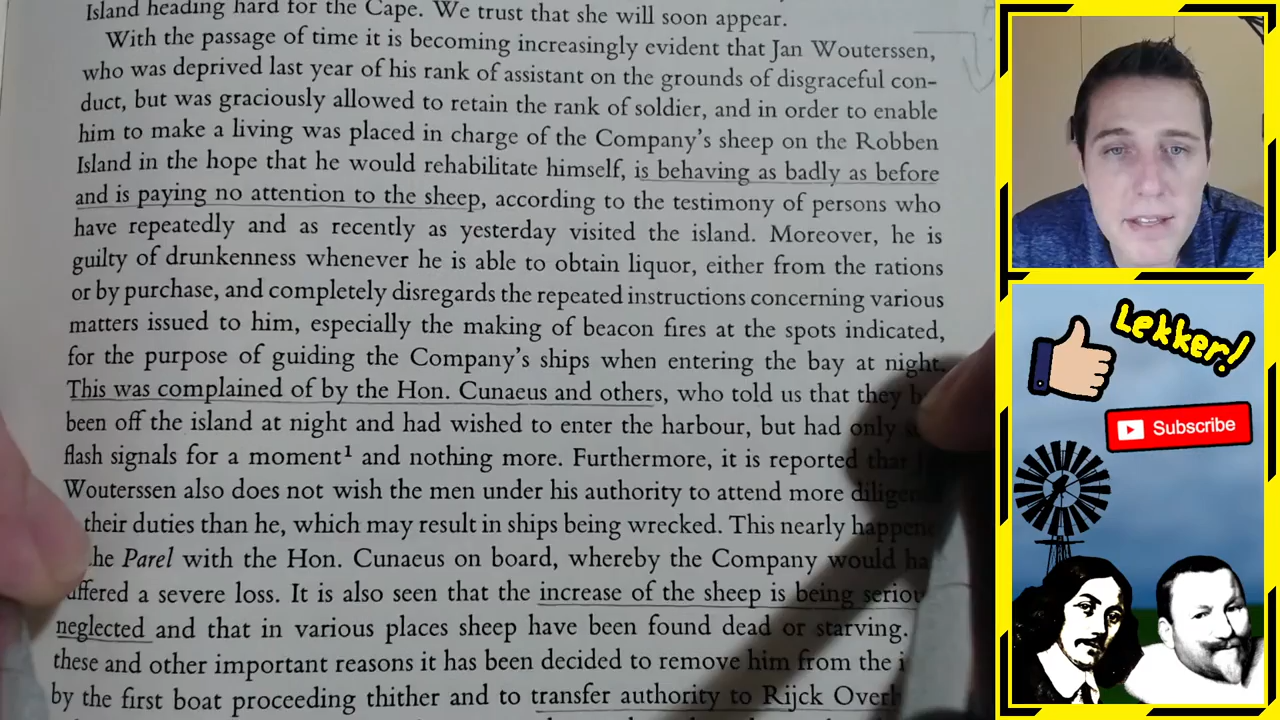 Island heading hard for the Cape. We trust that she will soon appear.
With the passage of time it is becoming increasingly evident that Jan Wouterssen,
who was deprived last year of his rank of assistant on the grounds of disgraceful con-
duct, but was graciously allowed to retain the rank of soldier, and in order to enable
him to make a living was placed in charge of the Company's sheep on the Robben
Island in the hope that he would rehabilitate himself, is behaving as badly as before
and is paying no attention to the sheep, according to the testimony of persons who
have repeatedly and as recently as yesterday visited the island. Moreover, he is
guilty of drunkenness whenever he is able to obtain liquor, either from the rations
or by purchase, and completely disregards the repeated instructions concerning various
matters issued to him, especially the making of beacon fires at the spots indicated,
for the purpose of guiding the Company's ships when entering the bay at night.
This was complained of by the Hon. Cunaeus and others, who told us that they
been off the island at night and had wished to enter the harbour, but had only
flash signals for a moment¹ and nothing more. Furthermore, it is reported that
Wouterssen also does not wish the men under his authority to attend more
their duties than he, which may result in ships being wrecked. This nearly
Parel with the Hon. Cunaeus on board, whereby the Company would
a severe loss. It is also seen that the increase of the sheep is being
neglected and that in various places sheep have been found dead or starving.
these and other important reasons it has been decided to remove him from the
by the first boat proceeding thither and to transfer authority to Rijck
Lekker!
Subscribe